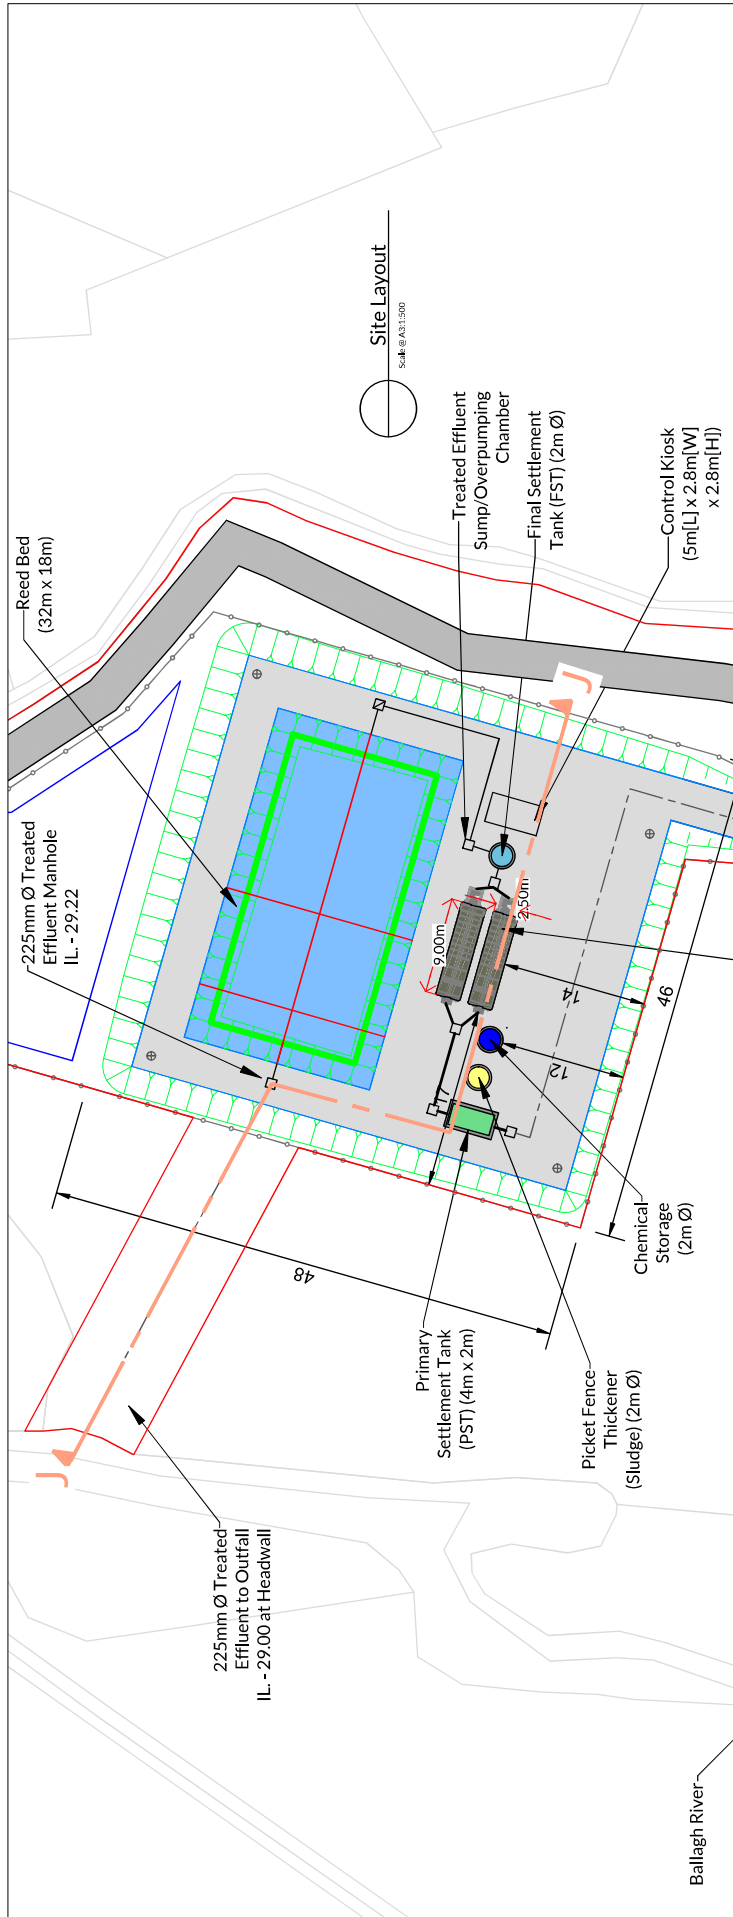 Reed Bed
(32m x 18m)
225mm Ø Treated
Effluent Manhole
IL. - 29.22
Site Layout
Scale @ A3:1:500
Treated Effluent
Sump/Overpumping
Chamber
Final Settlement
Tank (FST) (2m Ø)
Control Kiosk
(5m[L] x 2.8m[W]
x 2.8m[H])
J
9.00m
2.50m
14
12
46
48
Chemical
Storage
(2m Ø)
Primary
Settlement Tank
(PST) (4m x 2m)
Picket Fence
Thickener
(Sludge) (2m Ø)
J
225mm Ø Treated
Effluent to Outfall
IL. - 29.00 at Headwall
Ballagh River